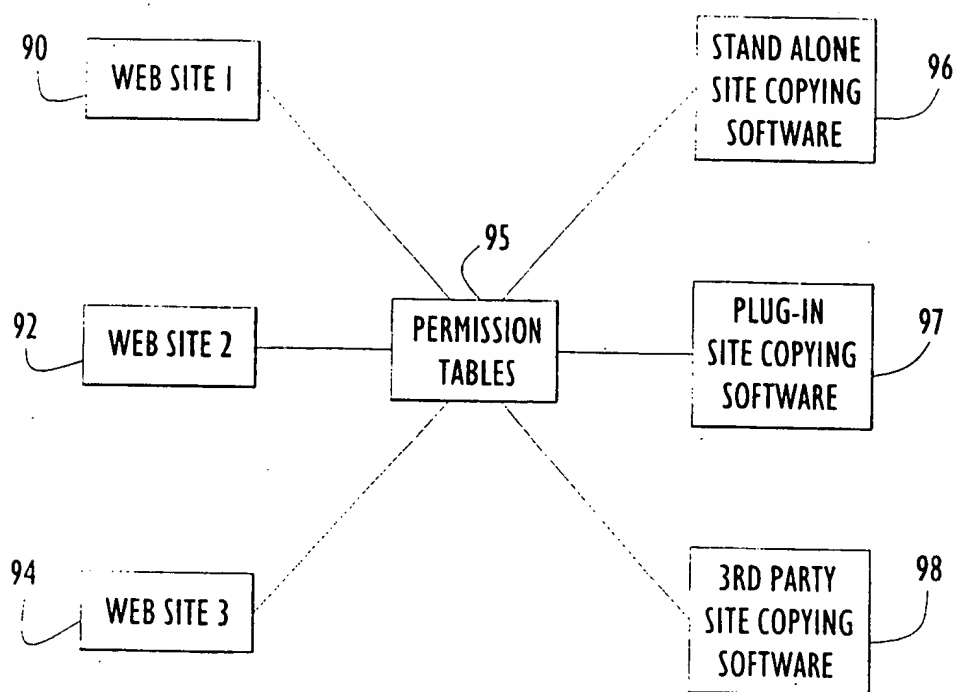 90
WEB SITE 1
STAND ALONE
SITE COPYING
SOFTWARE
96
95
92
WEB SITE 2
PERMISSION
TABLES
PLUG-IN
SITE COPYING
SOFTWARE
97
94
WEB SITE 3
3RD PARTY
SITE COPYING
SOFTWARE
98